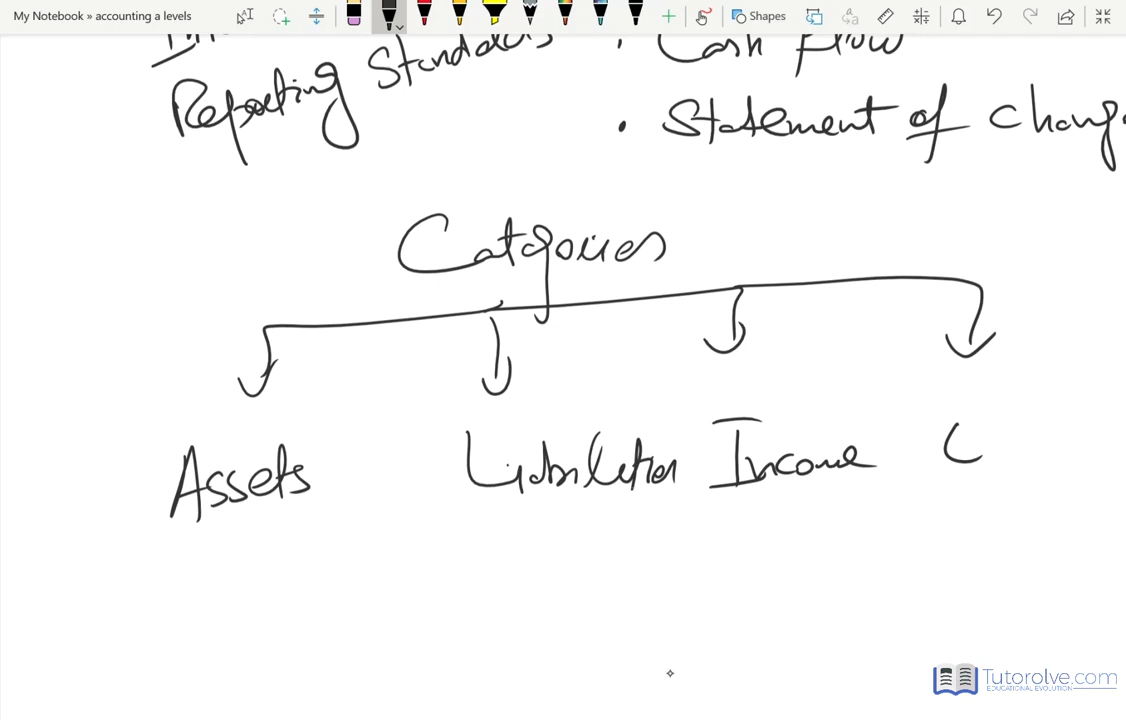 My Notebook » accounting a levels
Shapes
Reporting Standards
• Cash flow
• Statement of chang
Categories
Assets Liabilities Income
Tutorolve.com
EDUCATIONAL EVOLUTION